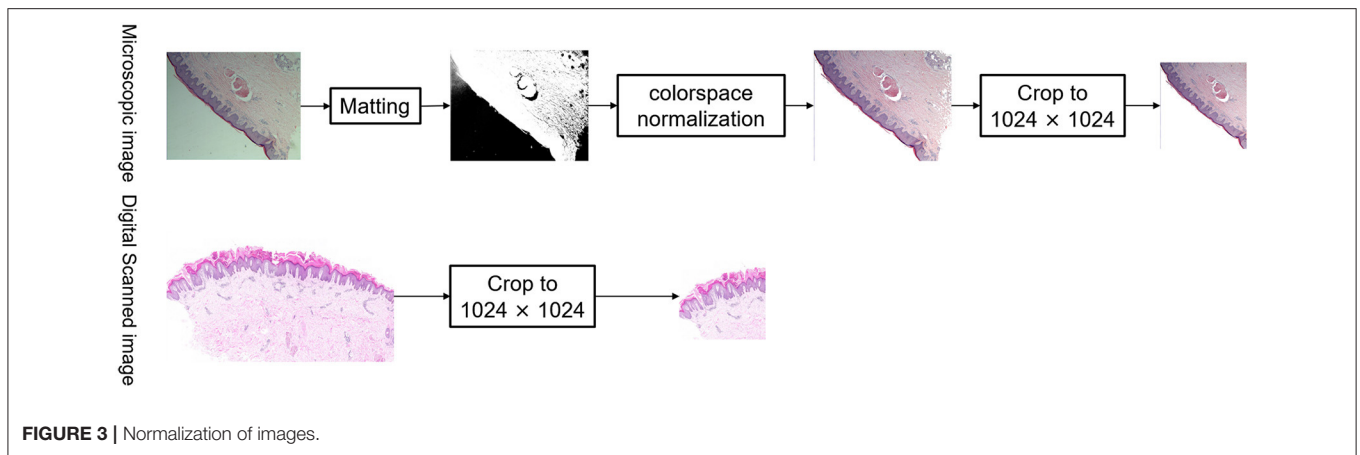 Microscopic image
Matting
colorspace
normalization
Crop to
1024 × 1024
Digital Scanned image
Crop to
1024 × 1024
FIGURE 3 | Normalization of images.